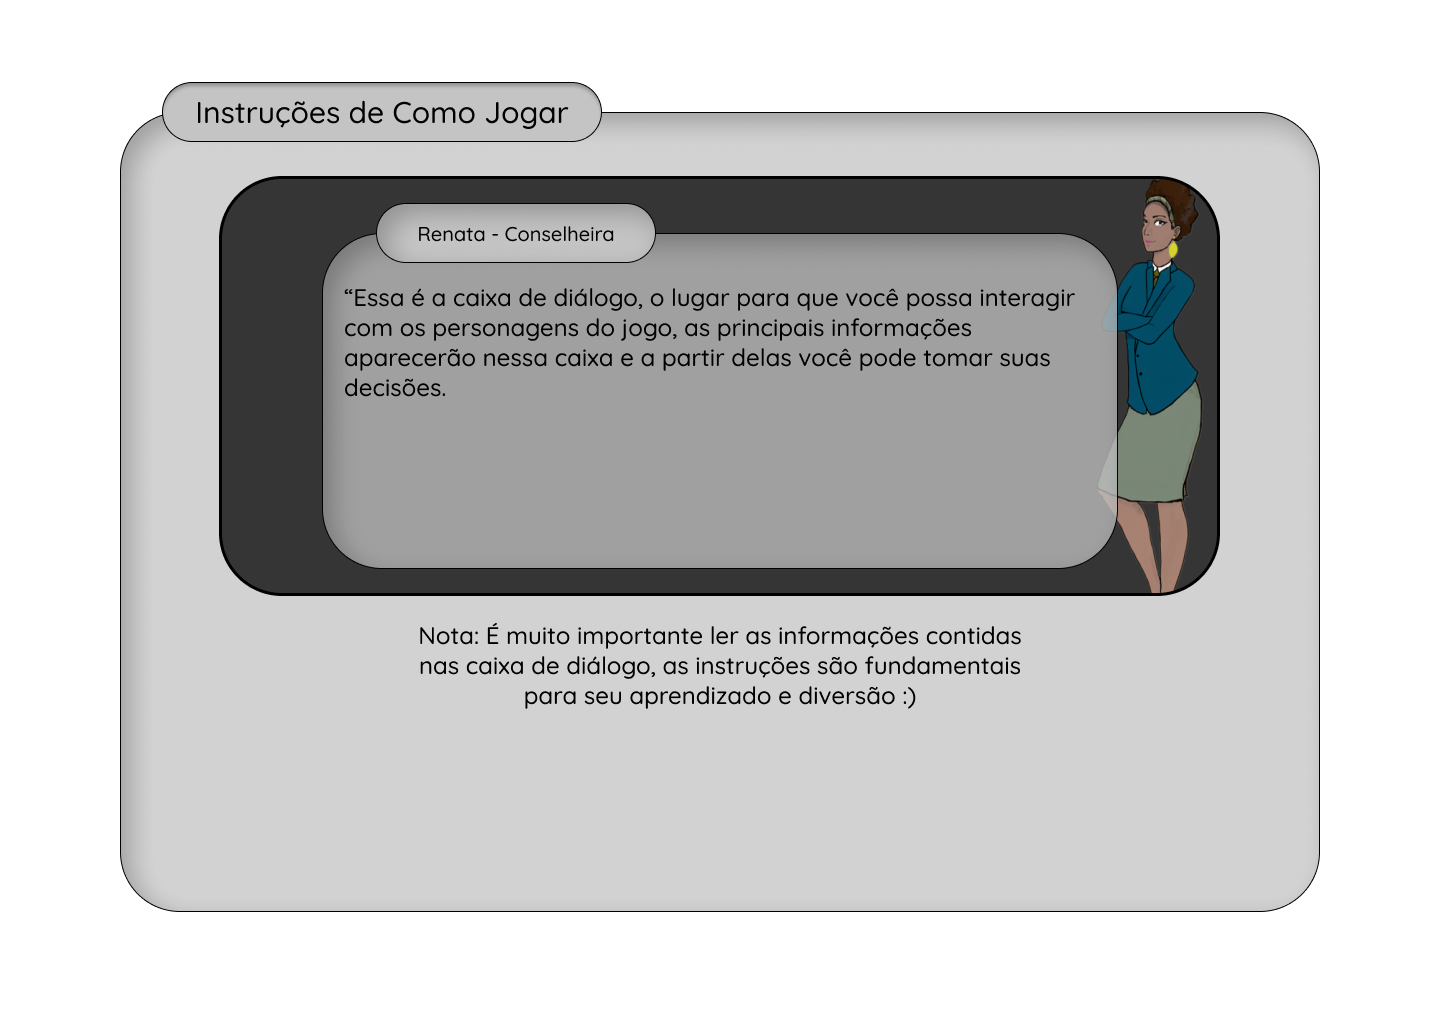 Instruções de Como Jogar
Renata - Conselheira
“Essa é a caixa de diálogo, o lugar para que você possa interagir
com os personagens do jogo, as principais informações
aparecerão nessa caixa e a partir delas você pode tomar suas
decisões.
Nota: É muito importante ler as informações contidas
nas caixa de diálogo, as instruções são fundamentais
para seu aprendizado e diversão :)